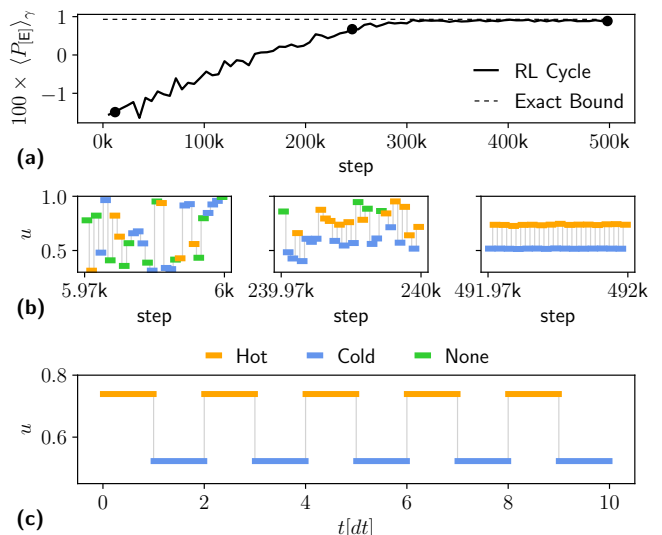 100 × ⟨P[E]⟩γ
1
0
−1
RL Cycle
Exact Bound
0k 100k 200k 300k 400k 500k
step
(a)
u
1.0
0.5
5.97k 6k 239.97k 240k 491.97k 492k
step step step
(b)
Hot Cold None
u
0.8
0.6
0 2 4 6 8 10
t[dt]
(c)